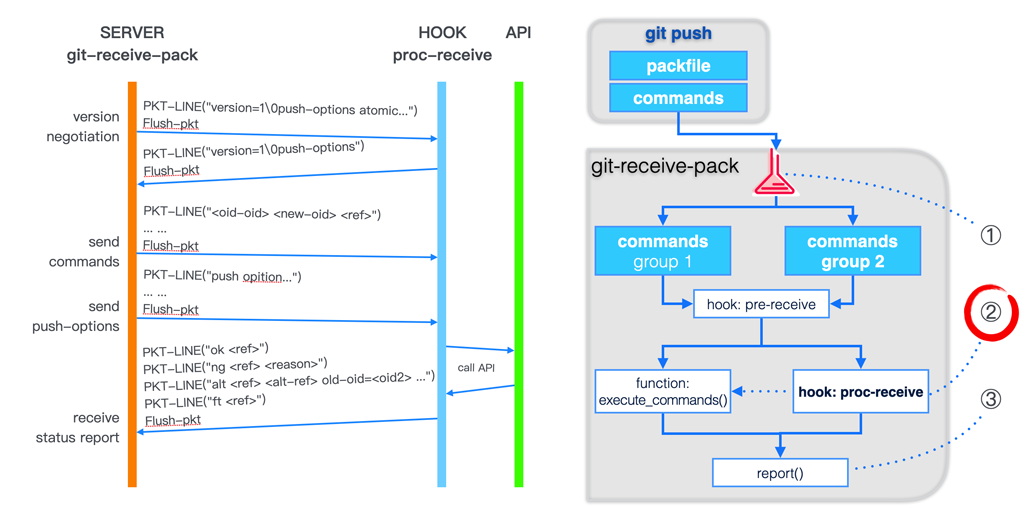 SERVER
git-receive-pack
HOOK
proc-receive
API
version
negotiation
PKT-LINE("version=1\0push-options atomic...")
Flush-pkt
PKT-LINE("version=1\0push-options")
Flush-pkt
send
commands
PKT-LINE("<oid-oid> <new-oid> <ref>")
... ...
Flush-pkt
send
push-options
PKT-LINE("push opition...")
... ...
Flush-pkt
receive
status report
PKT-LINE("ok <ref>")
PKT-LINE("ng <ref> <reason>")
PKT-LINE("alt <ref> <alt-ref> old-oid=<oid2> ...")
PKT-LINE("ft <ref>")
Flush-pkt
call API
git push
packfile
commands
git-receive-pack
①
commands
group 1
commands
group 2
hook: pre-receive
②
function:
execute_commands()
hook: proc-receive
③
report()